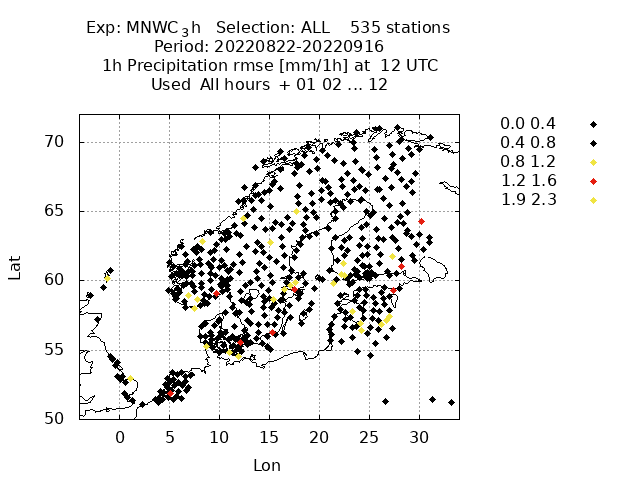 Exp: MNWC_3h   Selection: ALL    535 stations
Period: 20220822-20220916
1h Precipitation rmse [mm/1h] at  12 UTC
Used  All hours  + 01 02 ... 12
0.0 0.4
0.4 0.8
0.8 1.2
1.2 1.6
1.9 2.3
70
65
60
55
50
Lat
0 5 10 15 20 25 30
Lon